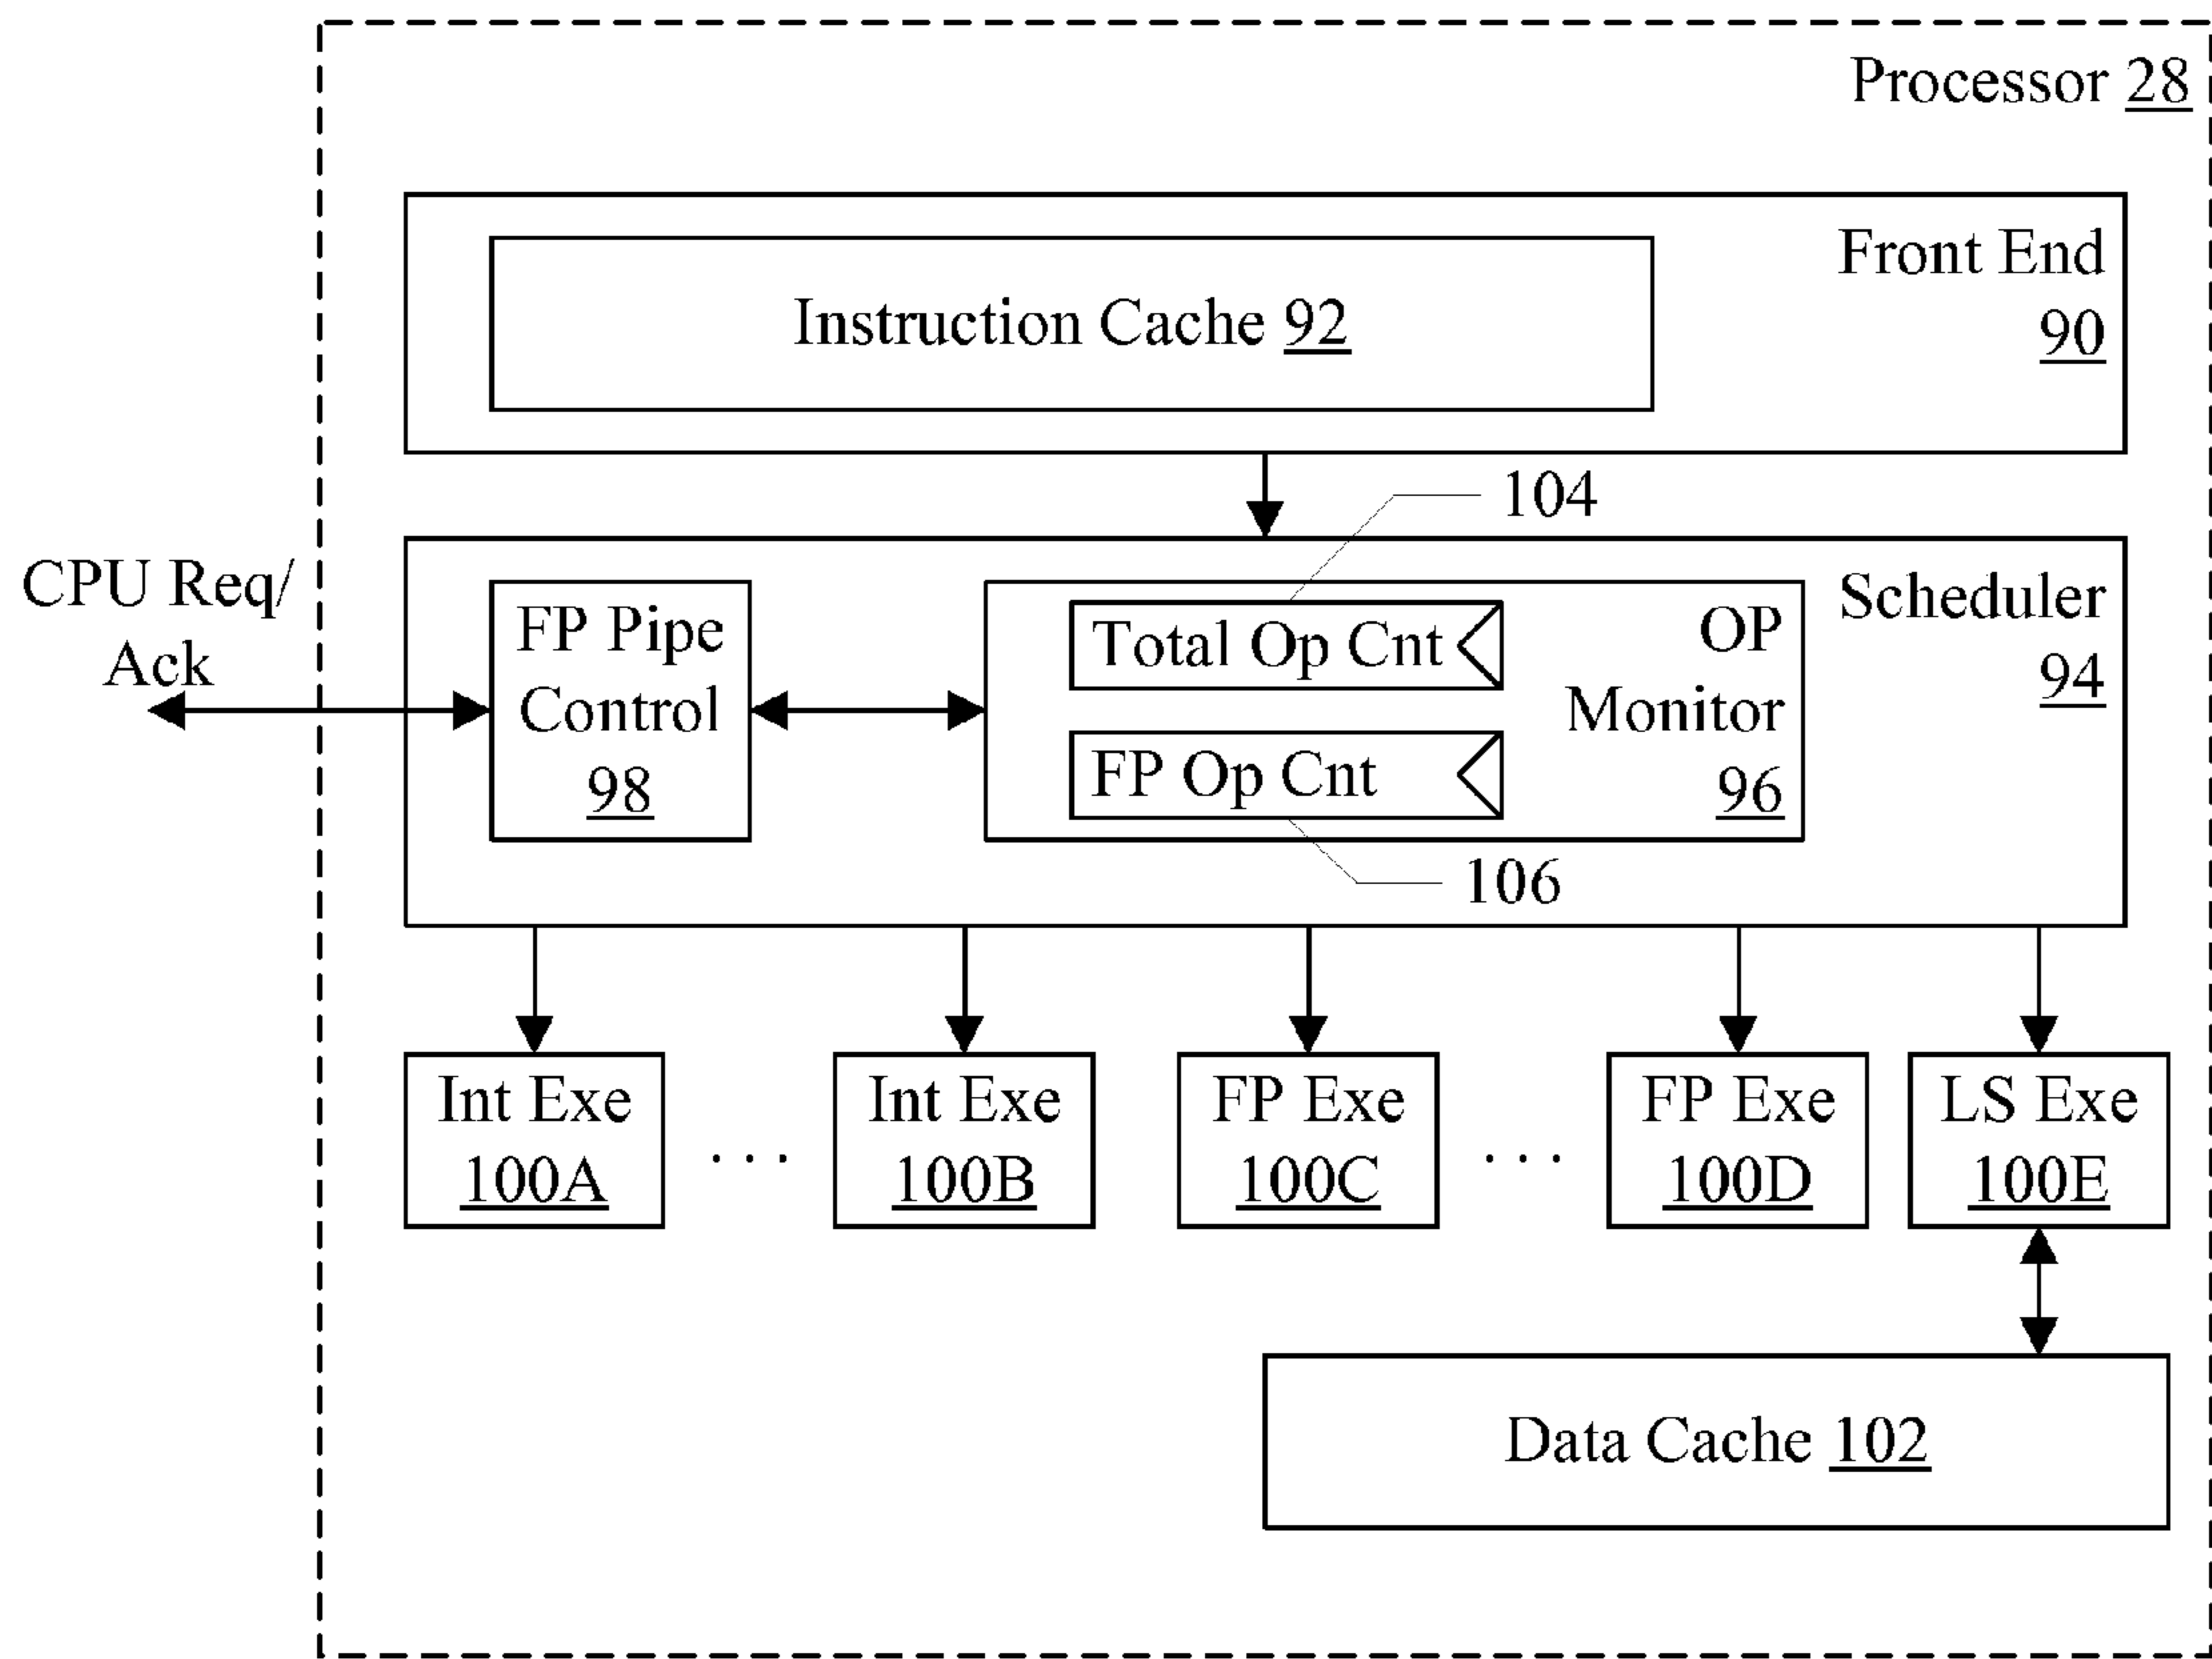 Processor 28
Front End
90
Instruction Cache 92
104
CPU Req/
Ack
FP Pipe
Control
98
Total Op Cnt
FP Op Cnt
OP
Monitor
96
Scheduler
94
106
Int Exe
100A
. . .
Int Exe
100B
FP Exe
100C
. . .
FP Exe
100D
LS Exe
100E
Data Cache 102